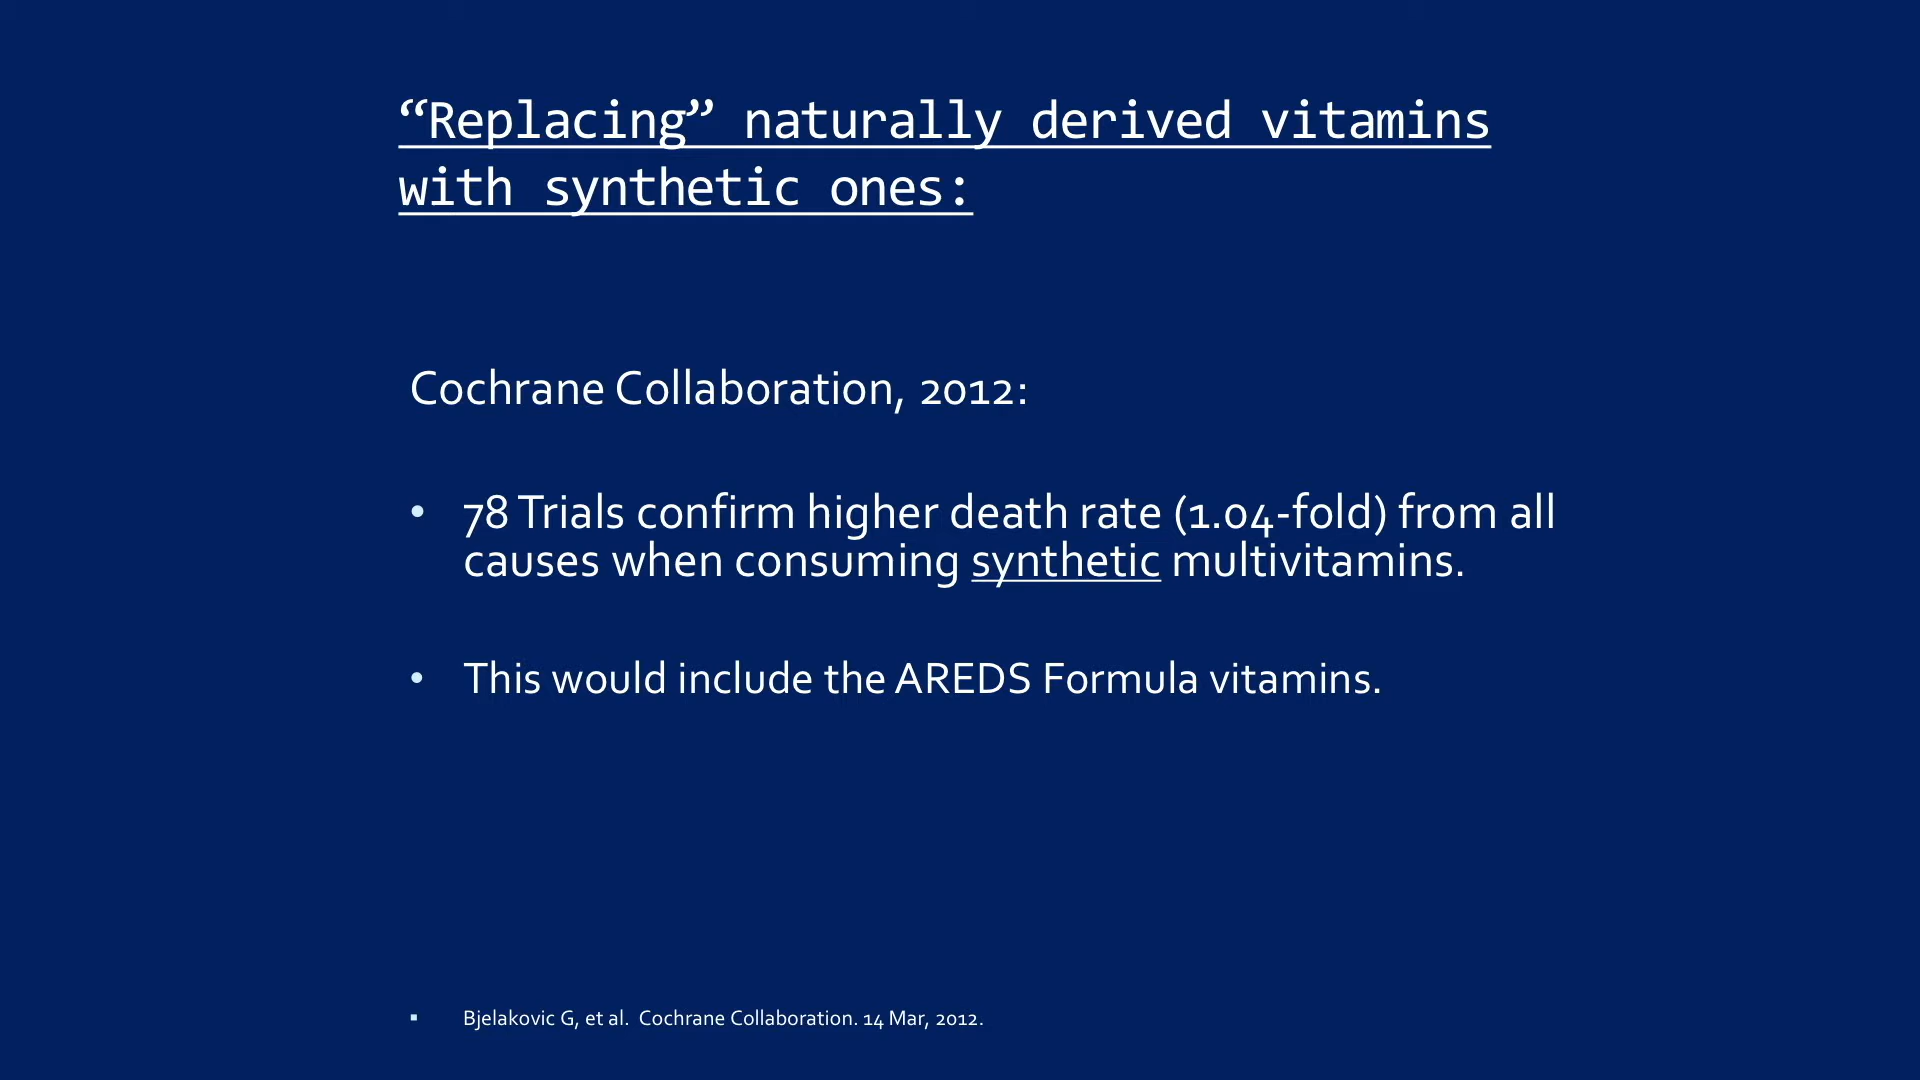 “Replacing” naturally derived vitamins
with synthetic ones:
Cochrane Collaboration, 2012:
• 78 Trials confirm higher death rate (1.04-fold) from all
causes when consuming synthetic multivitamins.
• This would include the AREDS Formula vitamins.
▪ Bjelakovic G, et al.  Cochrane Collaboration. 14 Mar, 2012.